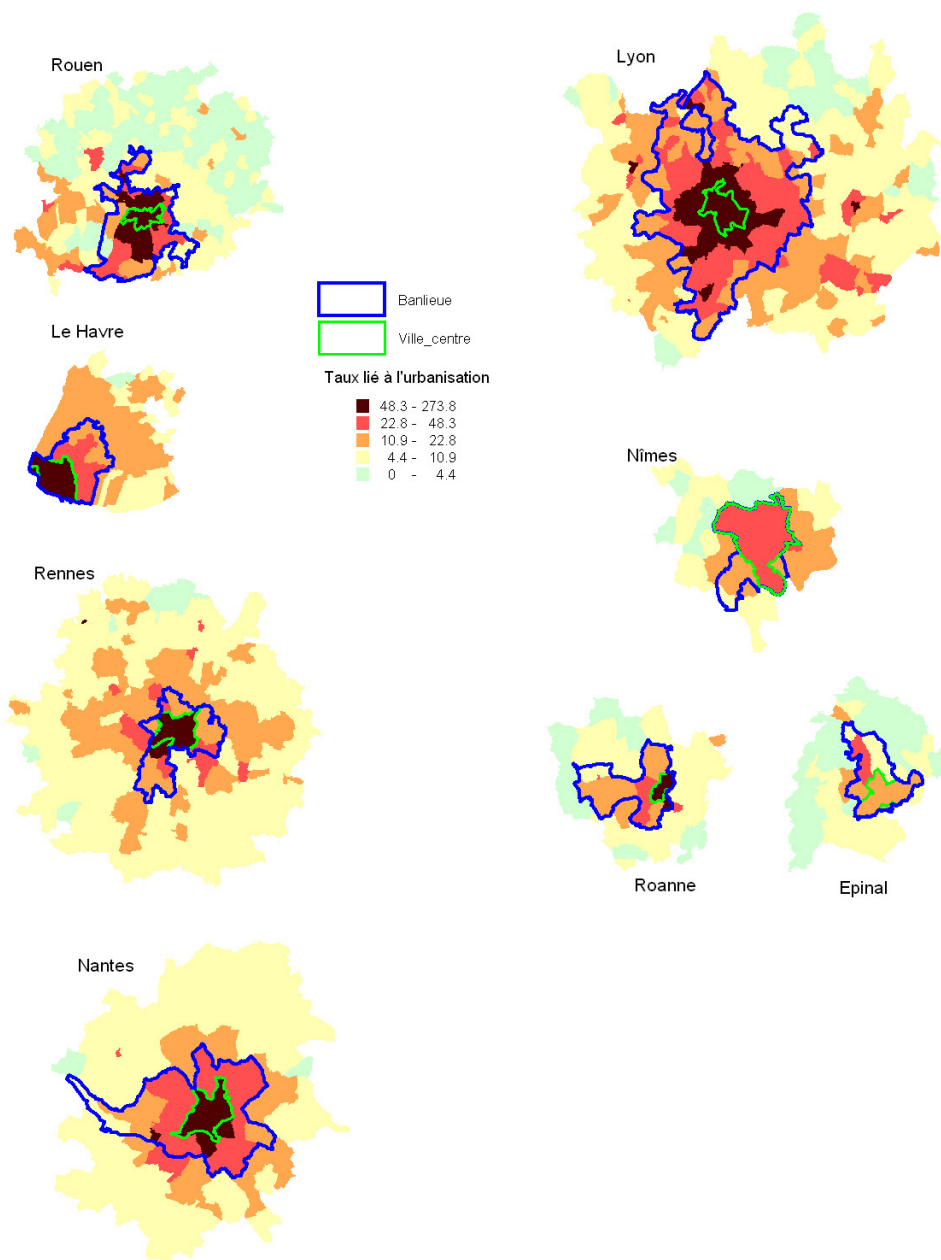 Rouen
Lyon
Banlieue
Ville_centre
Le Havre
Taux lié à l'urbanisation
48.3 - 273.8
22.8 - 48.3
10.9 - 22.8
4.4 - 10.9
0 - 4.4
Nîmes
Rennes
Roanne
Epinal
Nantes